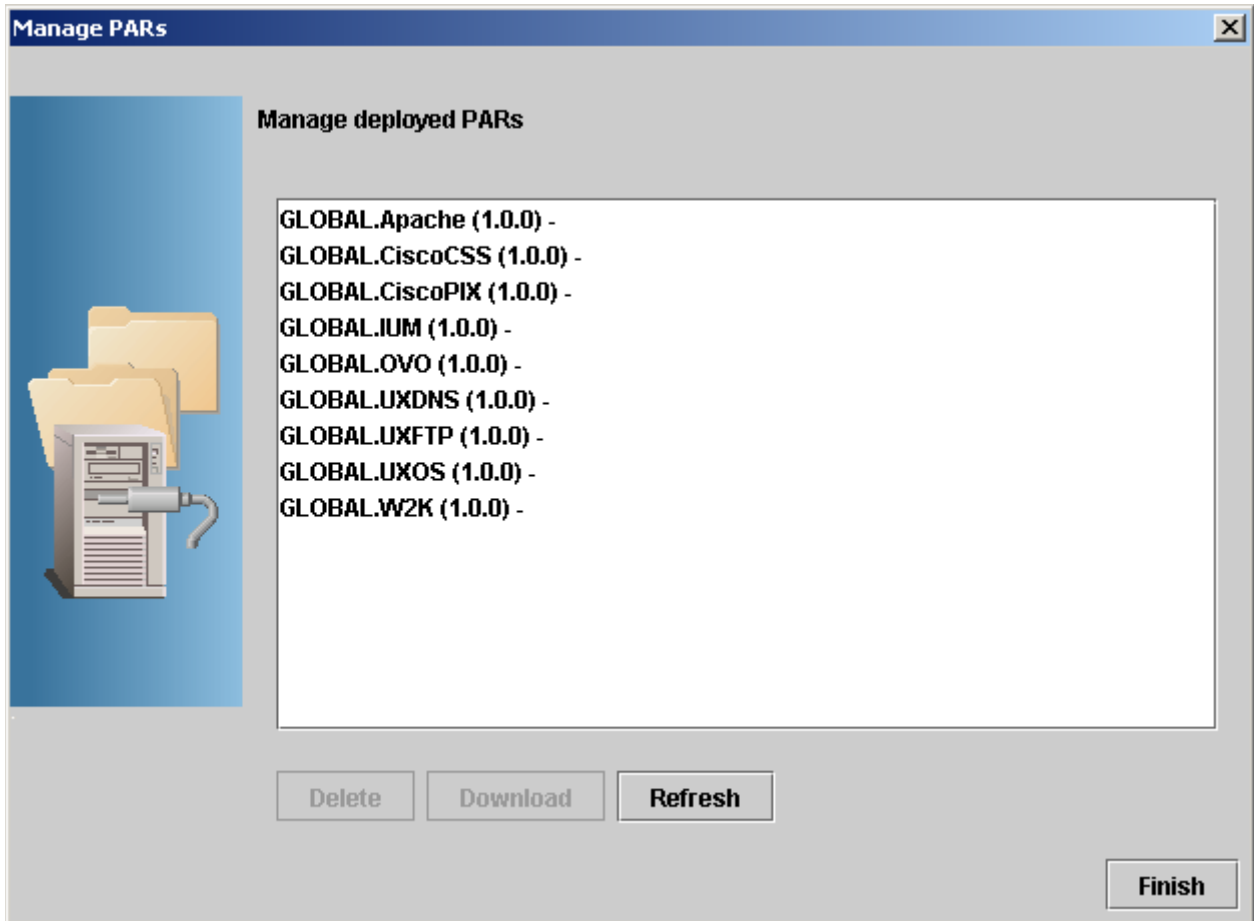 Manage PARs
Manage deployed PARs
GLOBAL.Apache (1.0.0) -
GLOBAL.CiscoCSS (1.0.0) -
GLOBAL.CiscoPIX (1.0.0) -
GLOBAL.IUM (1.0.0) -
GLOBAL.OVO (1.0.0) -
GLOBAL.UXDNS (1.0.0) -
GLOBAL.UXFTP (1.0.0) -
GLOBAL.UXOS (1.0.0) -
GLOBAL.W2K (1.0.0) -
Delete Download Refresh
Finish